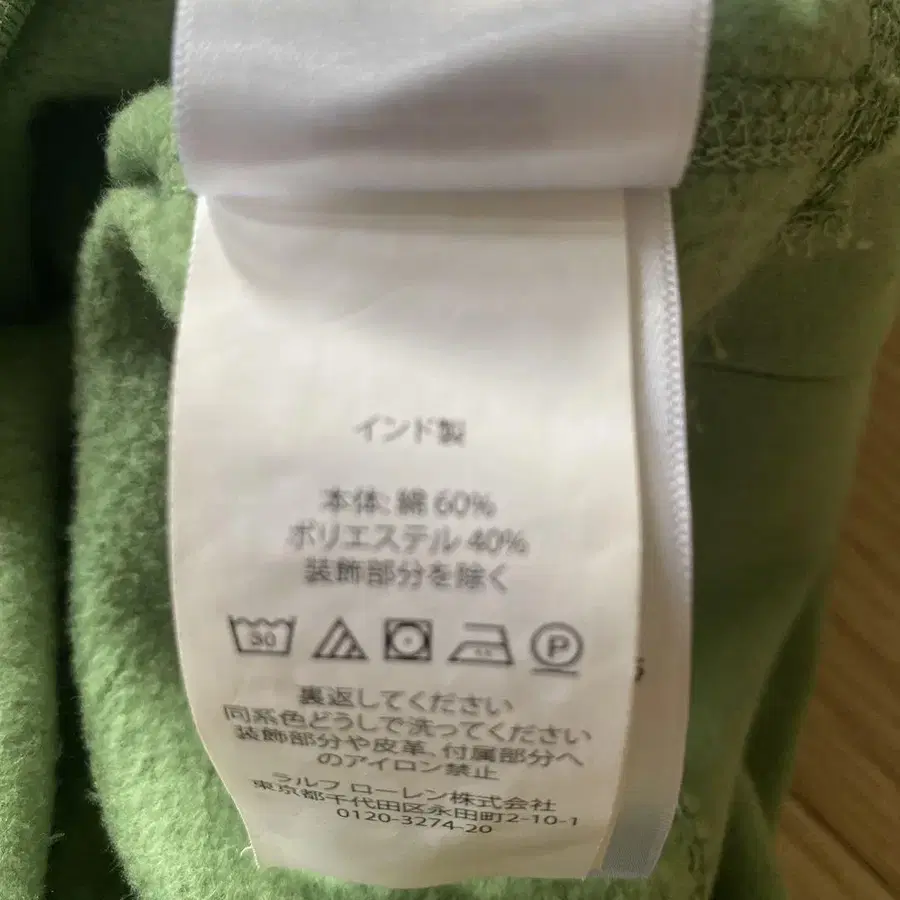 インド製
本体: 綿 60%
ポリエステル 40%
装飾部分を除く
30 P
裏返してください
同系色どうしで洗ってください
装飾部分や皮革、付属部分へ
のアイロン禁止
ラルフ ローレン株式会社
東京都千代田区永田町2-10-1
0120-3274-20